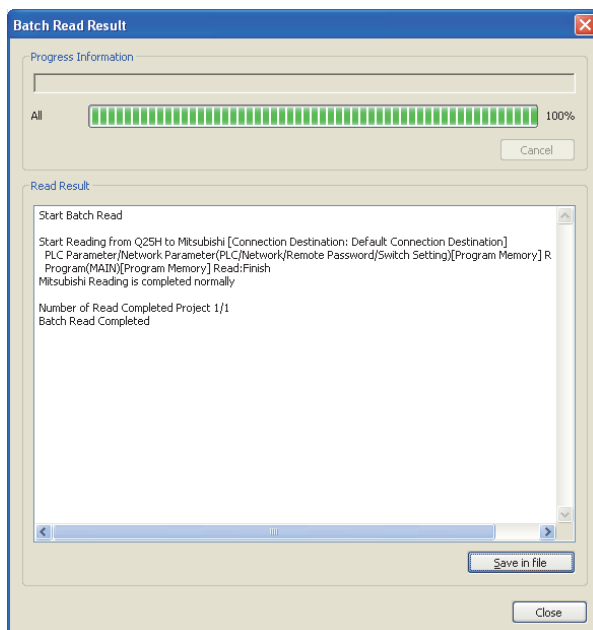 Batch Read Result
Progress Information
All
100%
Cancel
Read Result
Start Batch Read
Start Reading from Q25H to Mitsubishi [Connection Destination: Default Connection Destination]
PLC Parameter/Network Parameter(PLC/Network/Remote Password/Switch Setting)[Program Memory] R
Program(MAIN)[Program Memory] Read:Finish
Mitsubishi Reading is completed normally
Number of Read Completed Project 1/1
Batch Read Completed
Save in file
Close